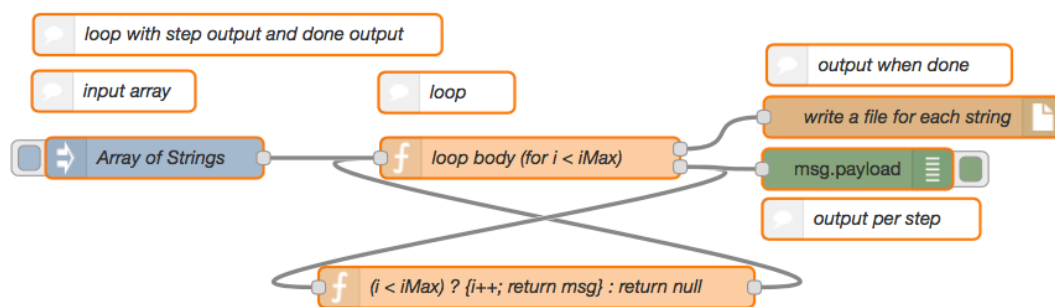 loop with step output and done output
input array
loop
output when done
write a file for each string
Array of Strings
loop body (for i < iMax)
msg.payload
output per step
(i < iMax) ? {i++; return msg} : return null